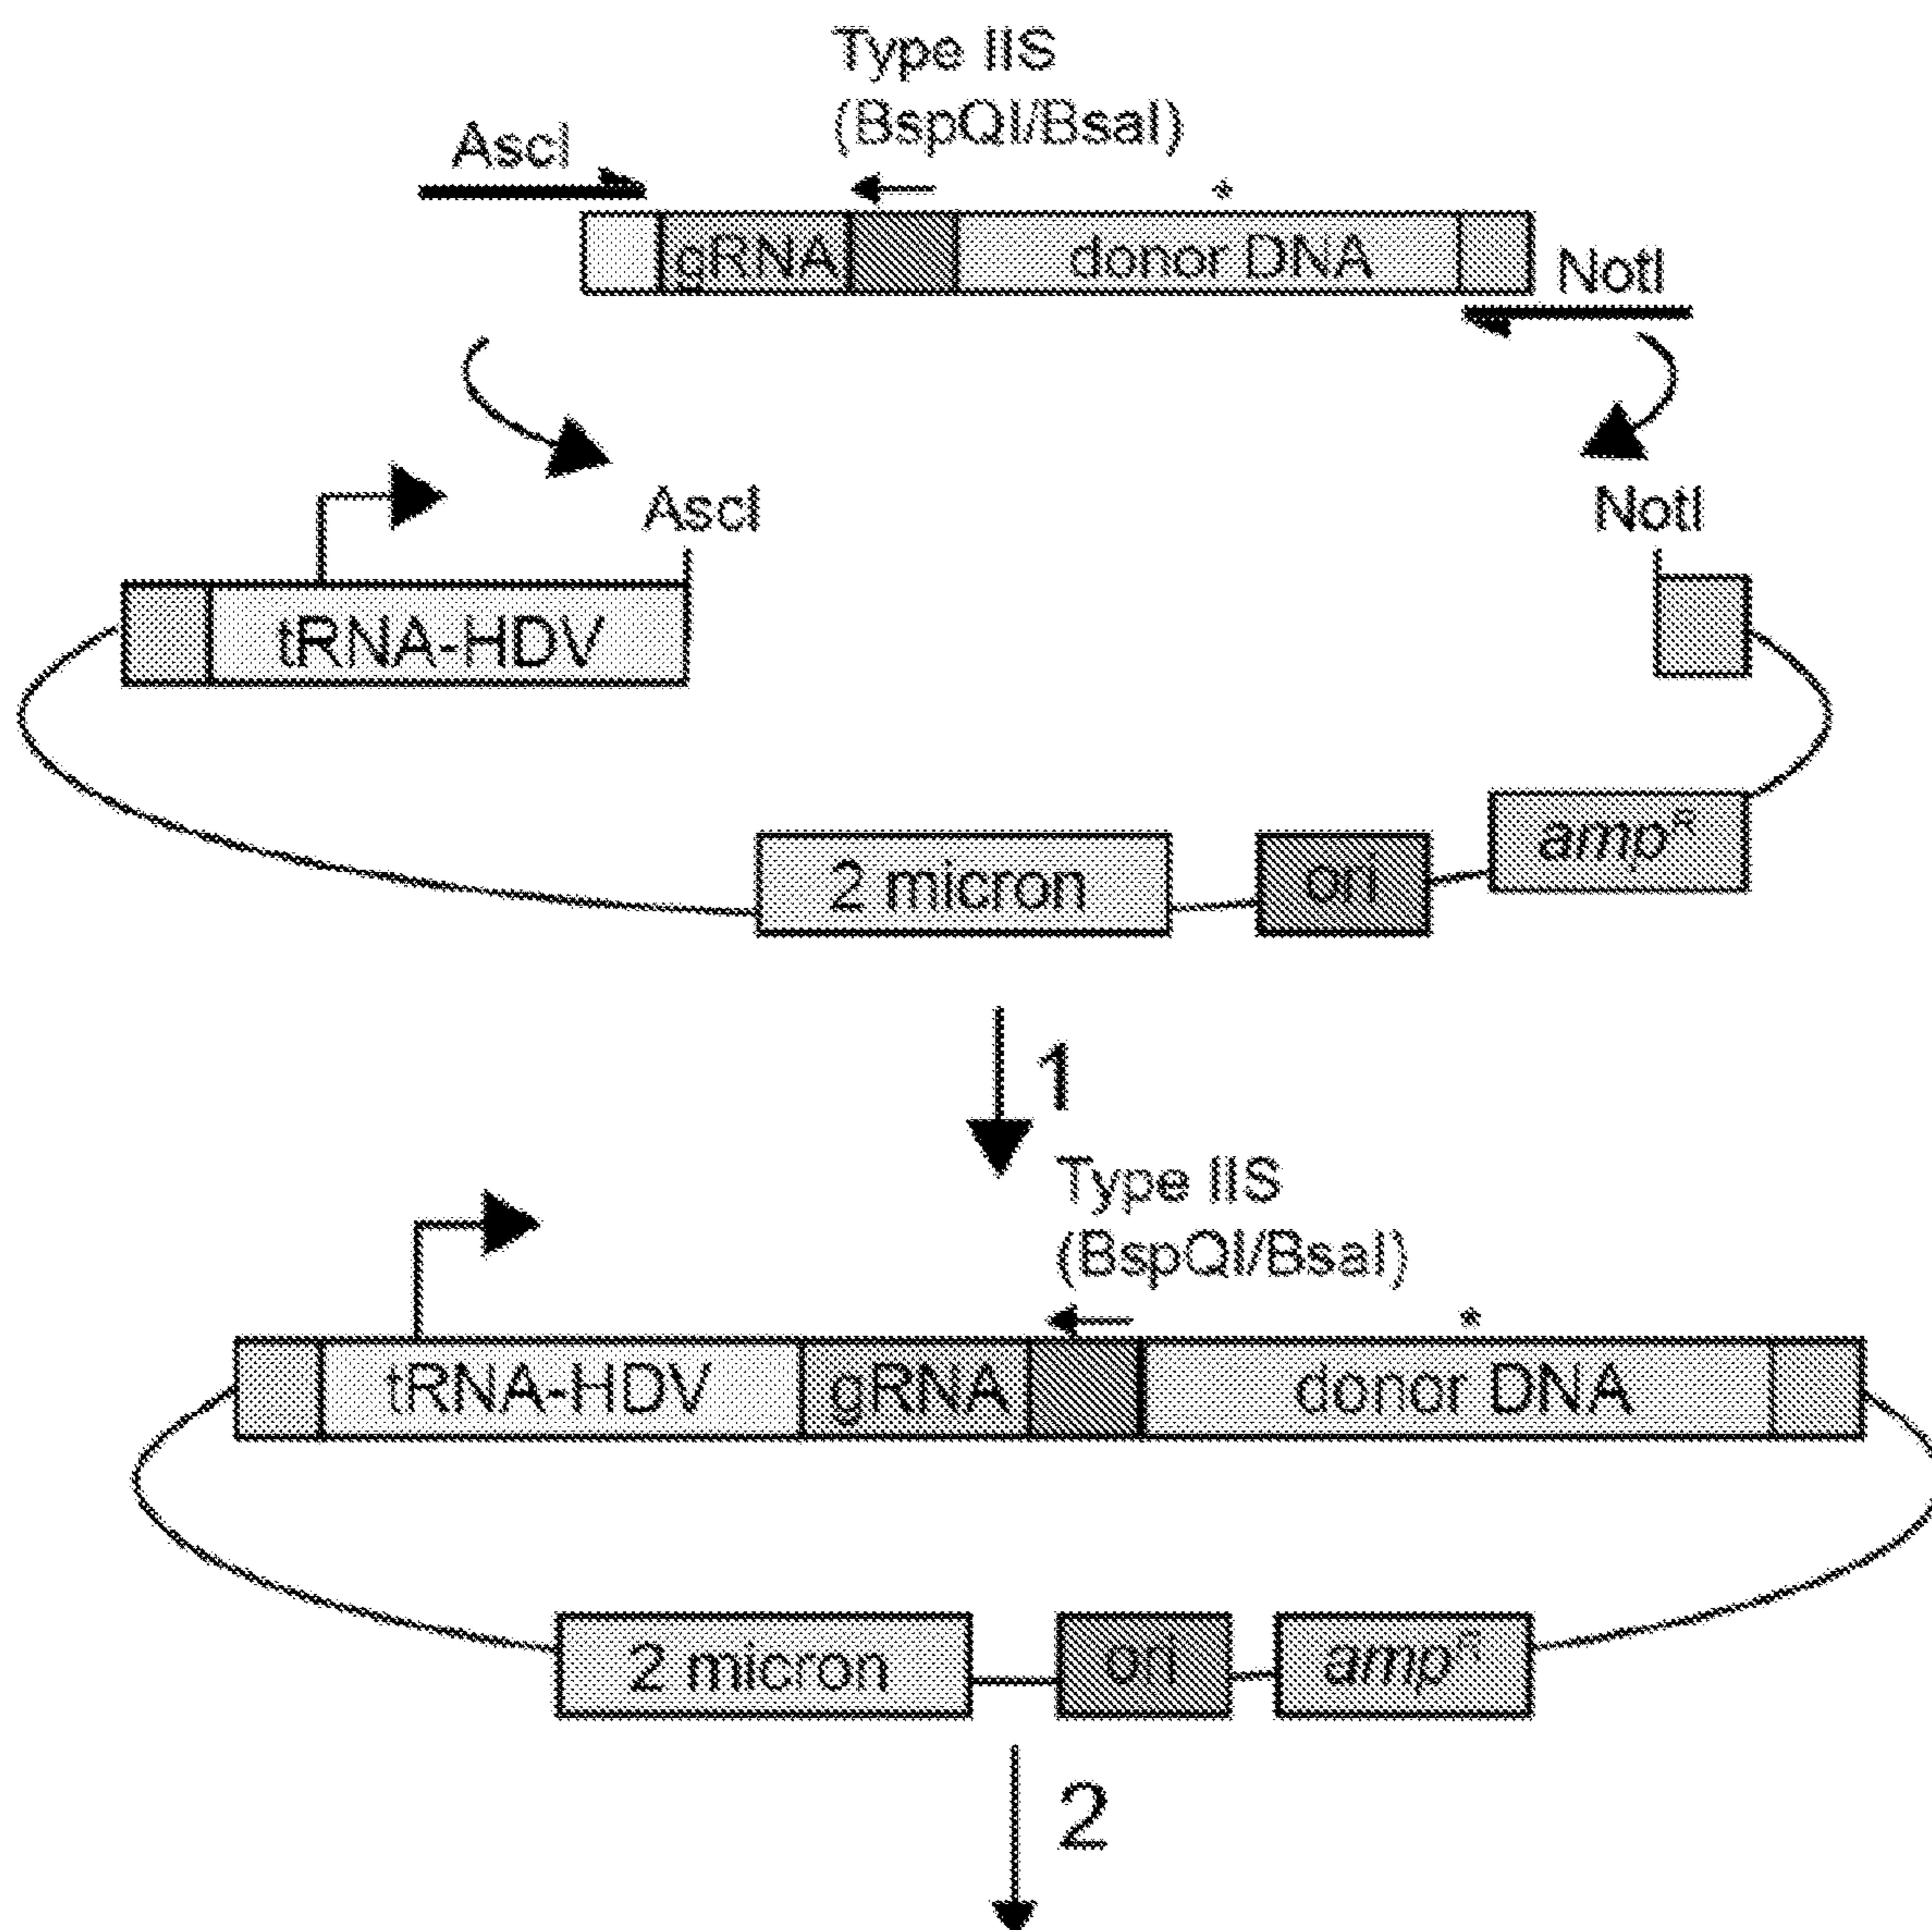 Type IIS
(BspQI/BsaI)
AscI
*
gRNA
donor DNA
NotI
AscI
NotI
tRNA-HDV
2 micron
ori
amp^R
1
Type IIS
(BspQI/BsaI)
*
tRNA-HDV
gRNA
donor DNA
2 micron
ori
amp^R
2